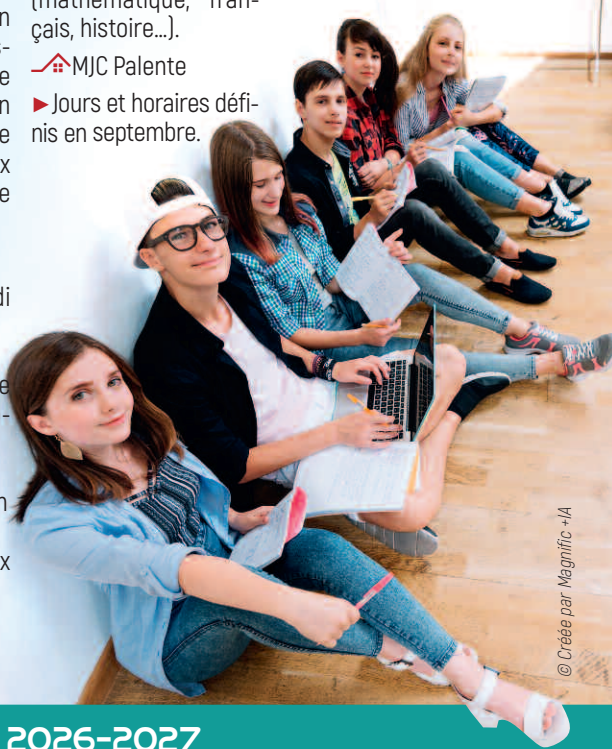 (mathématique, fran-
çais, histoire...).
MJC Palente
►Jours et horaires défi-
nis en septembre.
© Créée par Magnific +IA
2026-2027